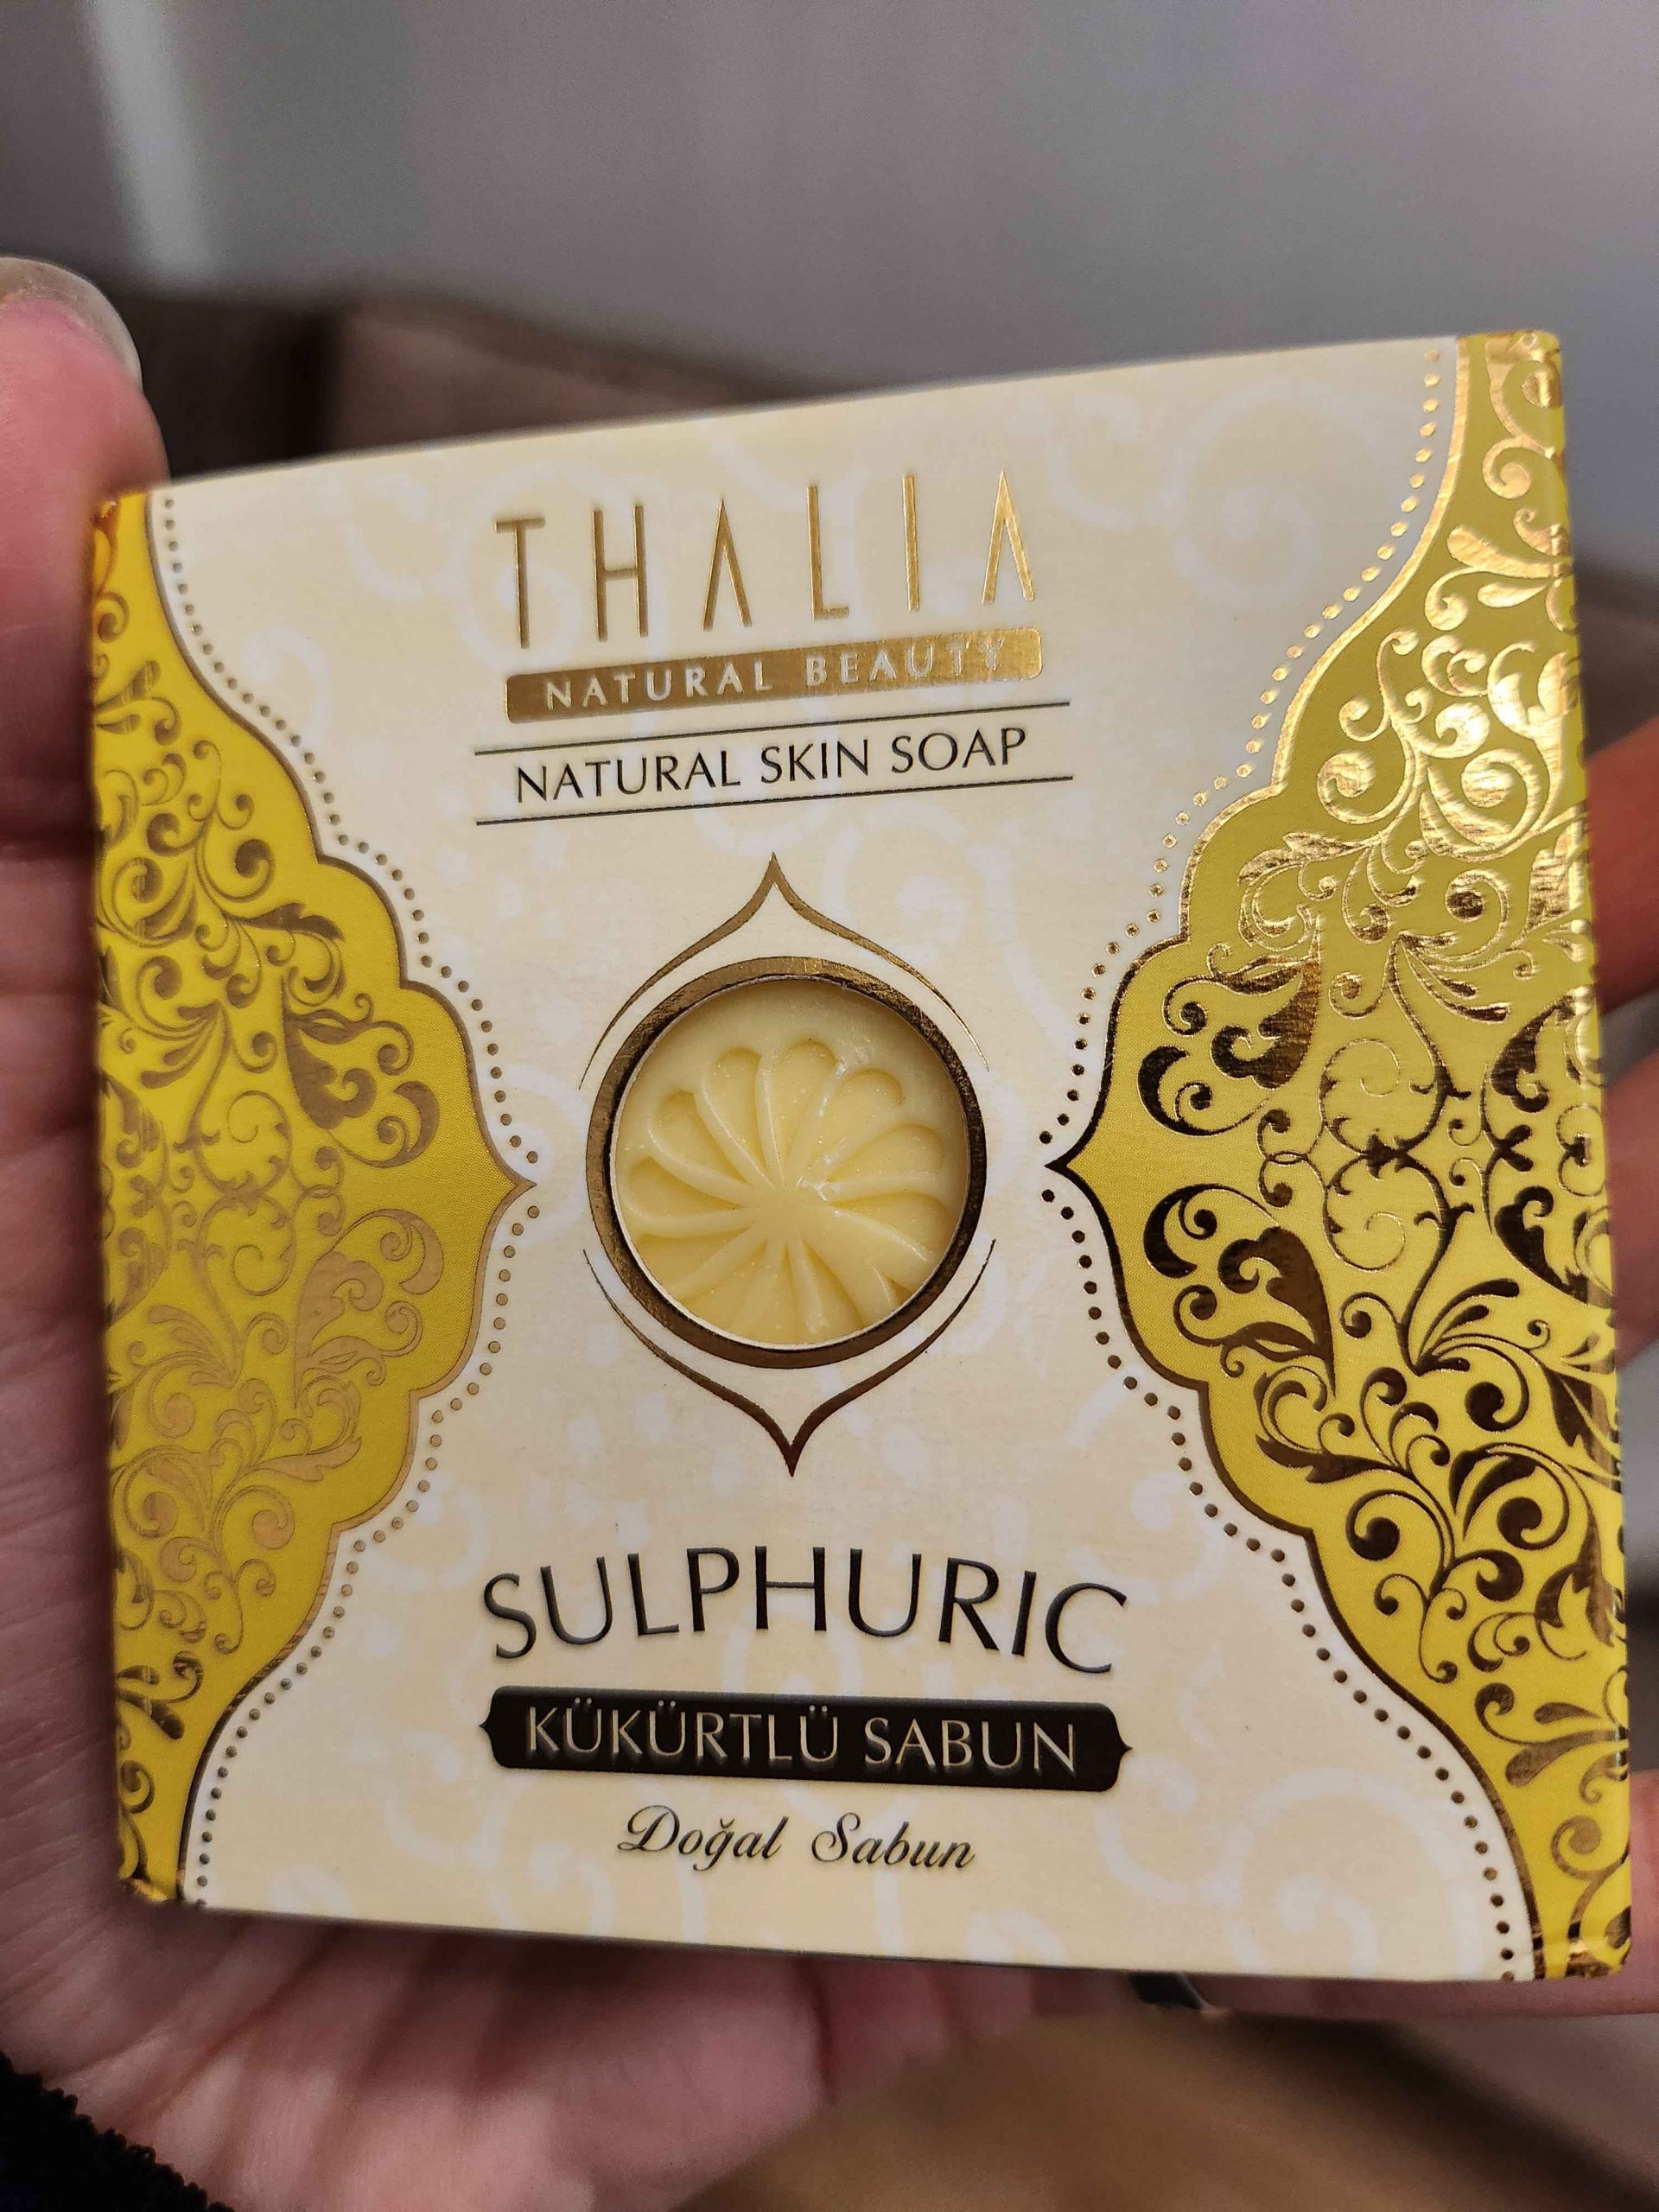 THALIA
NATURAL BEAUTY
NATURAL SKIN SOAP
SULPHURIC
KÜKÜRTLÜ SABUN
Doğal Sabun